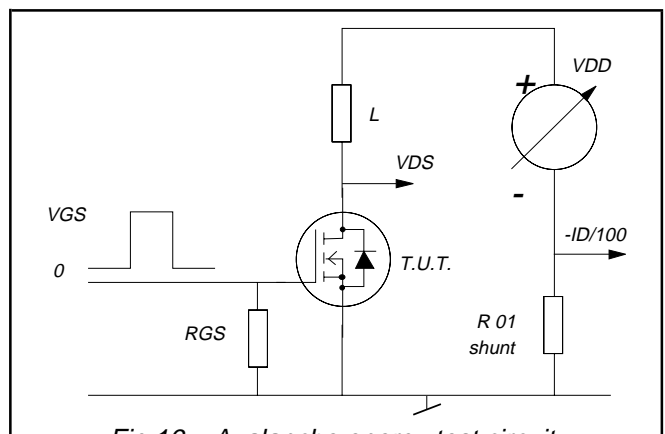 +
VDD
L
VDS
-
VGS
-ID/100
0
T.U.T.
RGS
R 01
shunt